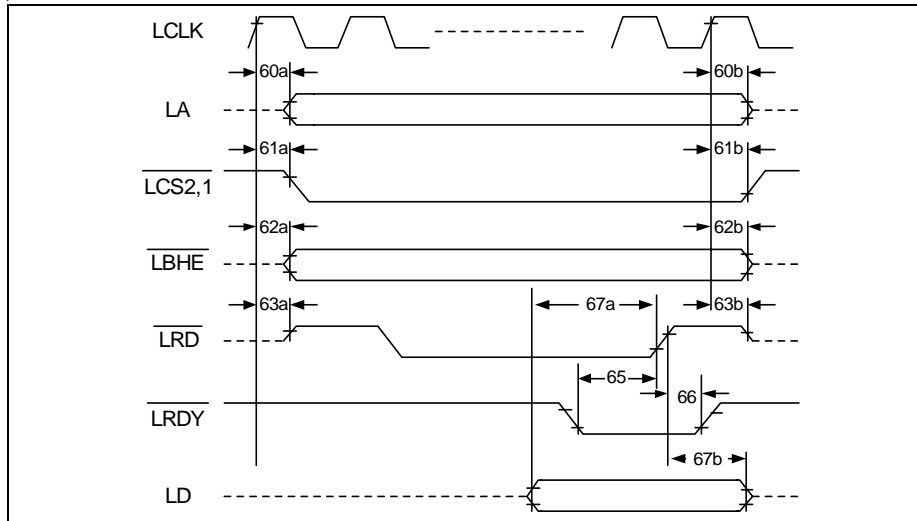 LCLK
60a 60b
LA
61a 61b
LCS2,1
62a 62b
LBHE
63a 67a 63b
LRD
65
66
LRDY
67b
LD